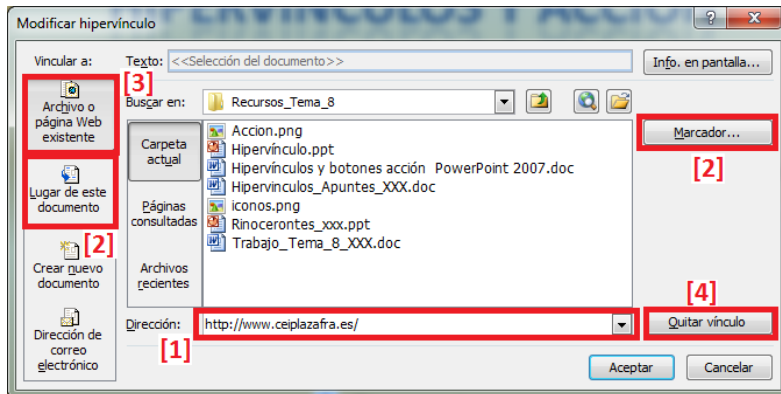 HIPERVÍNCULOS Y ACCIO
Modificar hipervínculo
Vincular a:
Texto: <<Selección del documento>>
Info. en pantalla...
[3]
Archivo o
página Web
existente
Buscar en: Recursos_Tema_8
Carpeta
actual
Accion.png
Hipervínculo.ppt
Hipervínculos y botones acción PowerPoint 2007.doc
Hipervinculos_Apuntes_XXX.doc
iconos.png
Rinocerontes_xxx.ppt
Trabajo_Tema_8_XXX.doc
Marcador...
[2]
Lugar de este
documento
[2]
Páginas
consultadas
Crear nuevo
documento
Archivos
recientes
[4]
Dirección: http://www.ceiplazafra.es/
Quitar vínculo
[1]
Dirección de
correo
electrónico
Aceptar
Cancelar